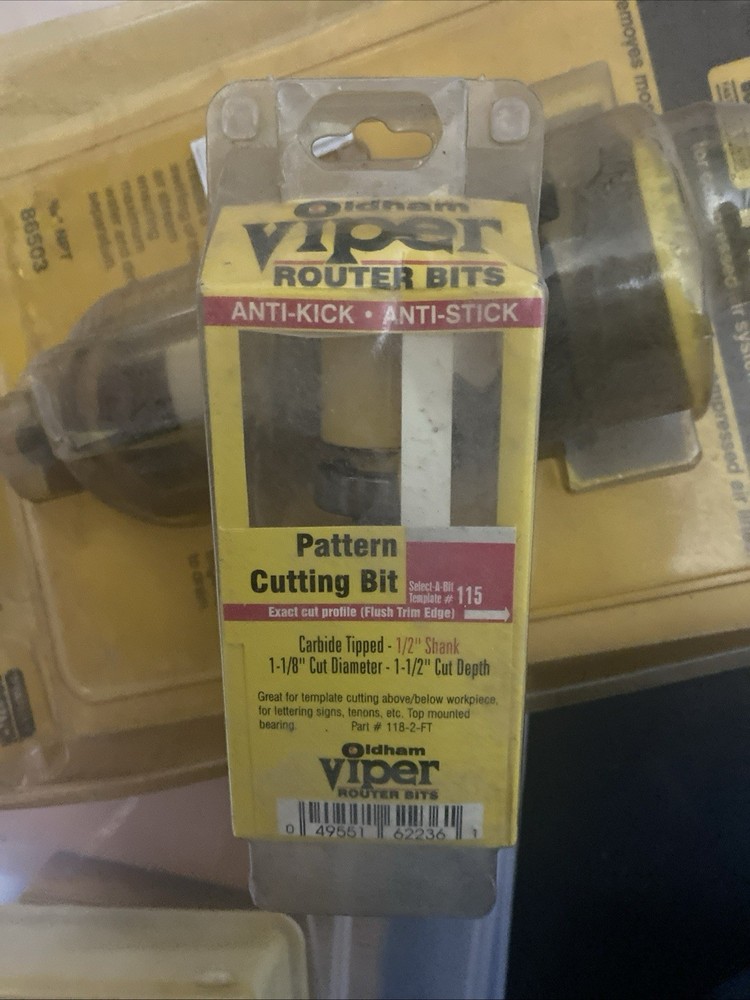 Oldham
Viper
ROUTER BITS
ANTI-KICK • ANTI-STICK
Pattern
Cutting Bit
Select-A-Bit
Template # 115
Exact cut profile (Flush Trim Edge)
Carbide Tipped - 1/2" Shank
1-1/8" Cut Diameter - 1-1/2" Cut Depth
Great for template cutting above/below workpiece,
for lettering signs, tenons, etc. Top mounted
bearing. Part # 118-2-FT
Oldham
Viper
ROUTER BITS
0 49551 62236 1
86503
NPT
emoves